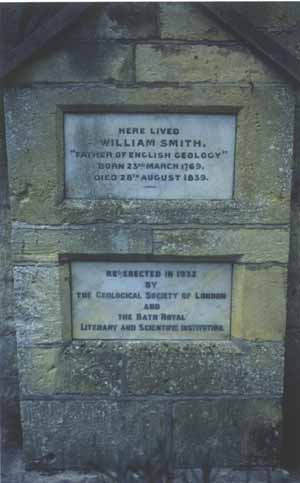 HERE LIVED
WILLIAM SMITH,
"FATHER OF ENGLISH GEOLOGY"
BORN 23RD MARCH 1769,
DIED 28TH AUGUST 1839.
RE-ERECTED IN 1932
BY
THE GEOLOGICAL SOCIETY OF LONDON
AND
THE BATH ROYAL
LITERARY AND SCIENTIFIC INSTITUTION.